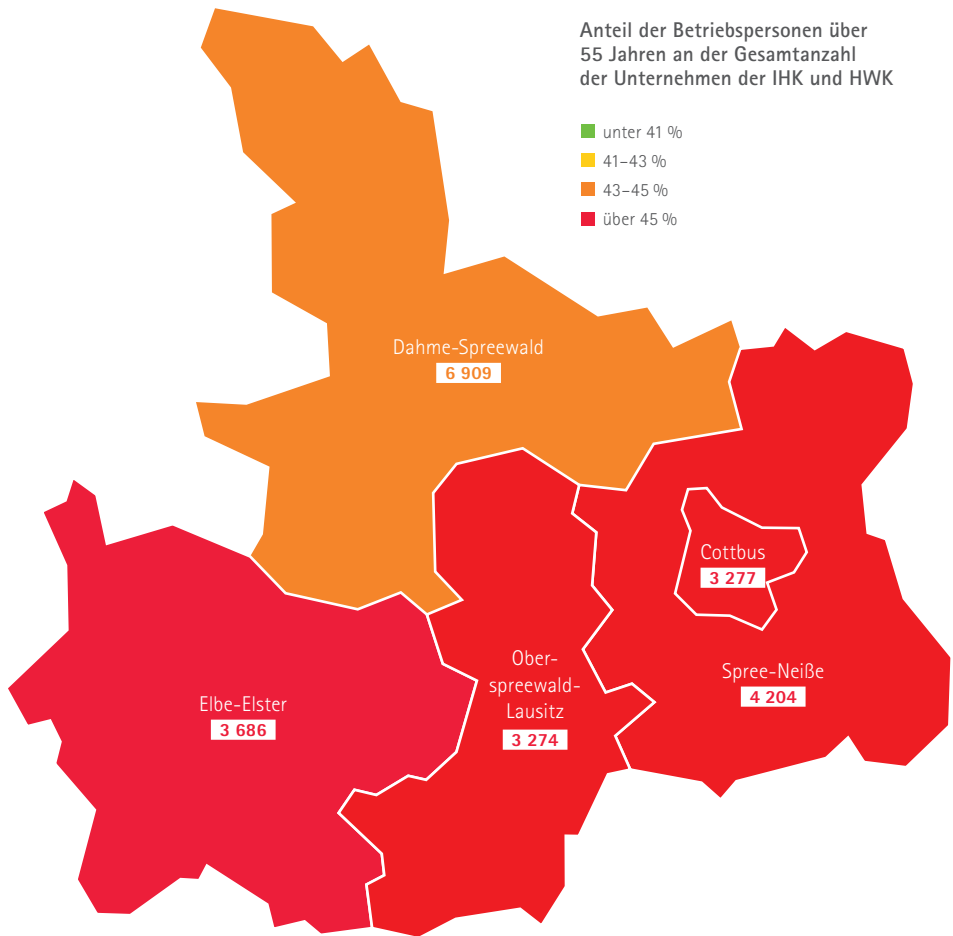 Anteil der Betriebspersonen über
55 Jahren an der Gesamtanzahl
der Unternehmen der IHK und HWK
unter 41 %
41–43 %
43–45 %
über 45 %
Dahme-Spreewald
6 909
Cottbus
3 277
Ober-
spreewald-
Lausitz
3 274
Spree-Neiße
4 204
Elbe-Elster
3 686